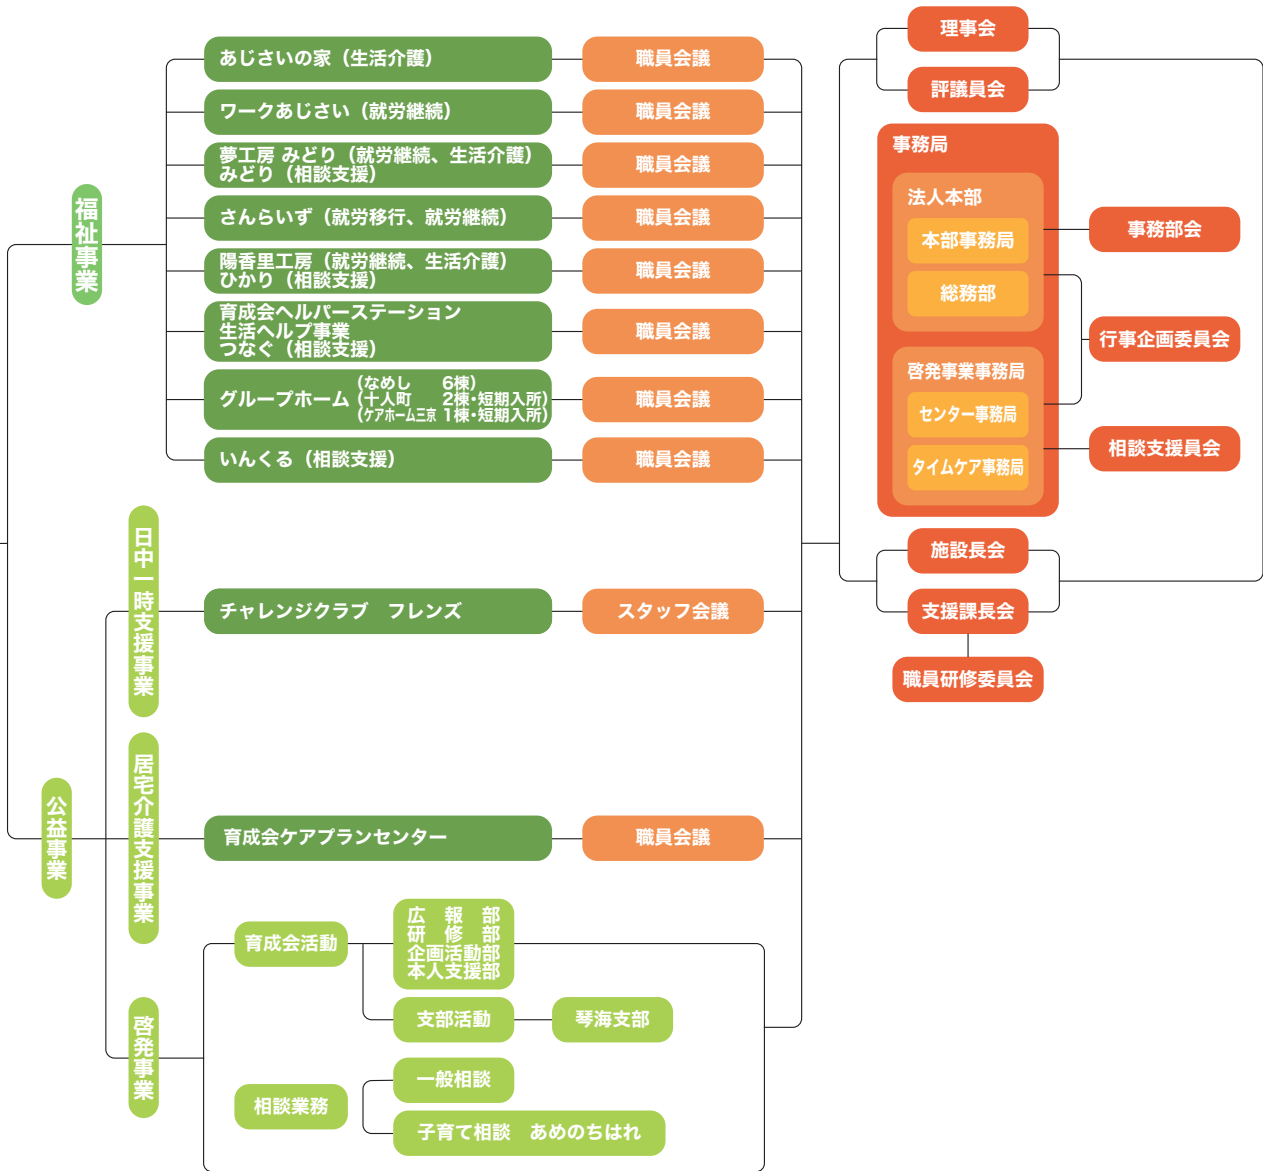 福祉事業
あじさいの家（生活介護）
職員会議
ワークあじさい（就労継続）
職員会議
夢工房 みどり（就労継続、生活介護）
みどり（相談支援）
職員会議
さんらいず（就労移行、就労継続）
職員会議
陽香里工房（就労継続、生活介護）
ひかり（相談支援）
職員会議
育成会ヘルパーステーション
生活ヘルプ事業
つなぐ（相談支援）
職員会議
グループホーム
（なめし　6棟）
（十人町　2棟・短期入所）
（ケアホーム三京 1棟・短期入所）
職員会議
いんくる（相談支援）
職員会議
公益事業
日中一時支援事業
チャレンジクラブ　フレンズ
スタッフ会議
居宅介護支援事業
育成会ケアプランセンター
職員会議
啓発事業
育成会活動
広　報　部
研　修　部
企画活動部
本人支援部
支部活動
琴海支部
相談業務
一般相談
子育て相談　あめのちはれ
理事会
評議員会
事務局
法人本部
本部事務局
総務部
啓発事業事務局
センター事務局
タイムケア事務局
事務部会
行事企画委員会
相談支援員会
施設長会
支援課長会
職員研修委員会